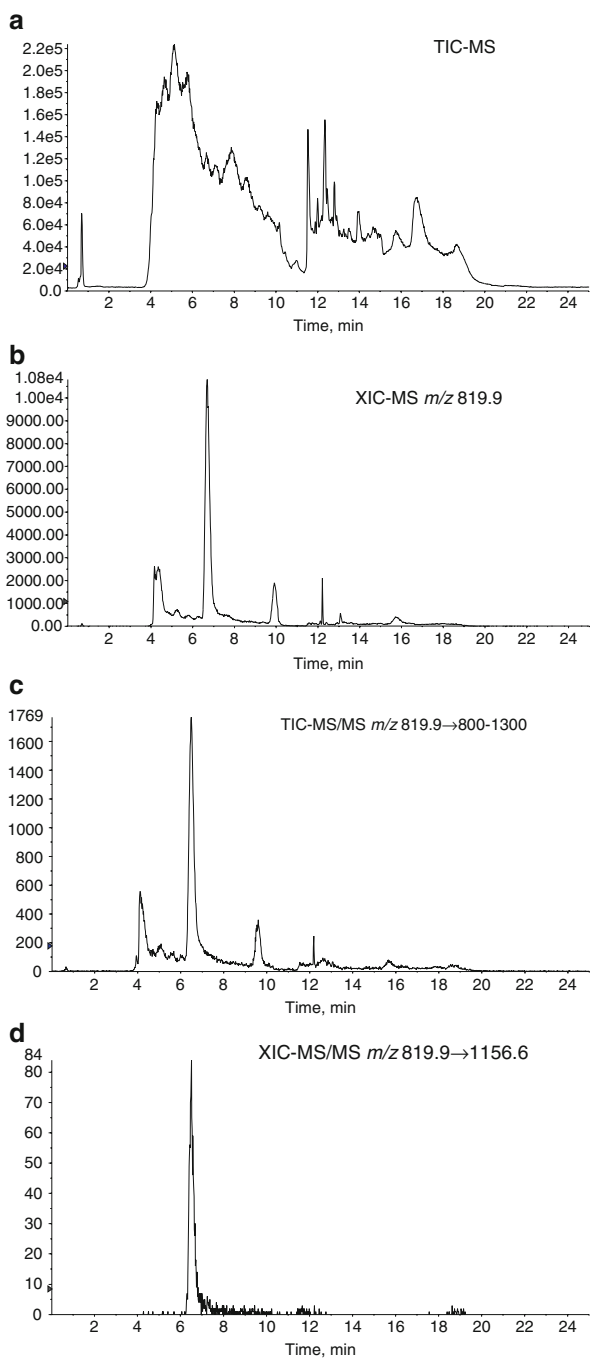 a
TIC-MS
2.2e5
2.0e5
1.8e5
1.6e5
1.4e5
1.2e5
1.0e5
8.0e4
6.0e4
4.0e4
2.0e4
0.0
2 4 6 8 10 12 14 16 18 20 22 24
Time, min
b
XIC-MS m/z 819.9
1.08e4
1.00e4
9000.00
8000.00
7000.00
6000.00
5000.00
4000.00
3000.00
2000.00
1000.00
0.00
2 4 6 8 10 12 14 16 18 20 22 24
Time, min
c
TIC-MS/MS m/z 819.9→800-1300
1769
1600
1400
1200
1000
800
600
400
200
0
2 4 6 8 10 12 14 16 18 20 22 24
Time, min
d
XIC-MS/MS m/z 819.9→1156.6
84
80
70
60
50
40
30
20
10
0
2 4 6 8 10 12 14 16 18 20 22 24
Time, min